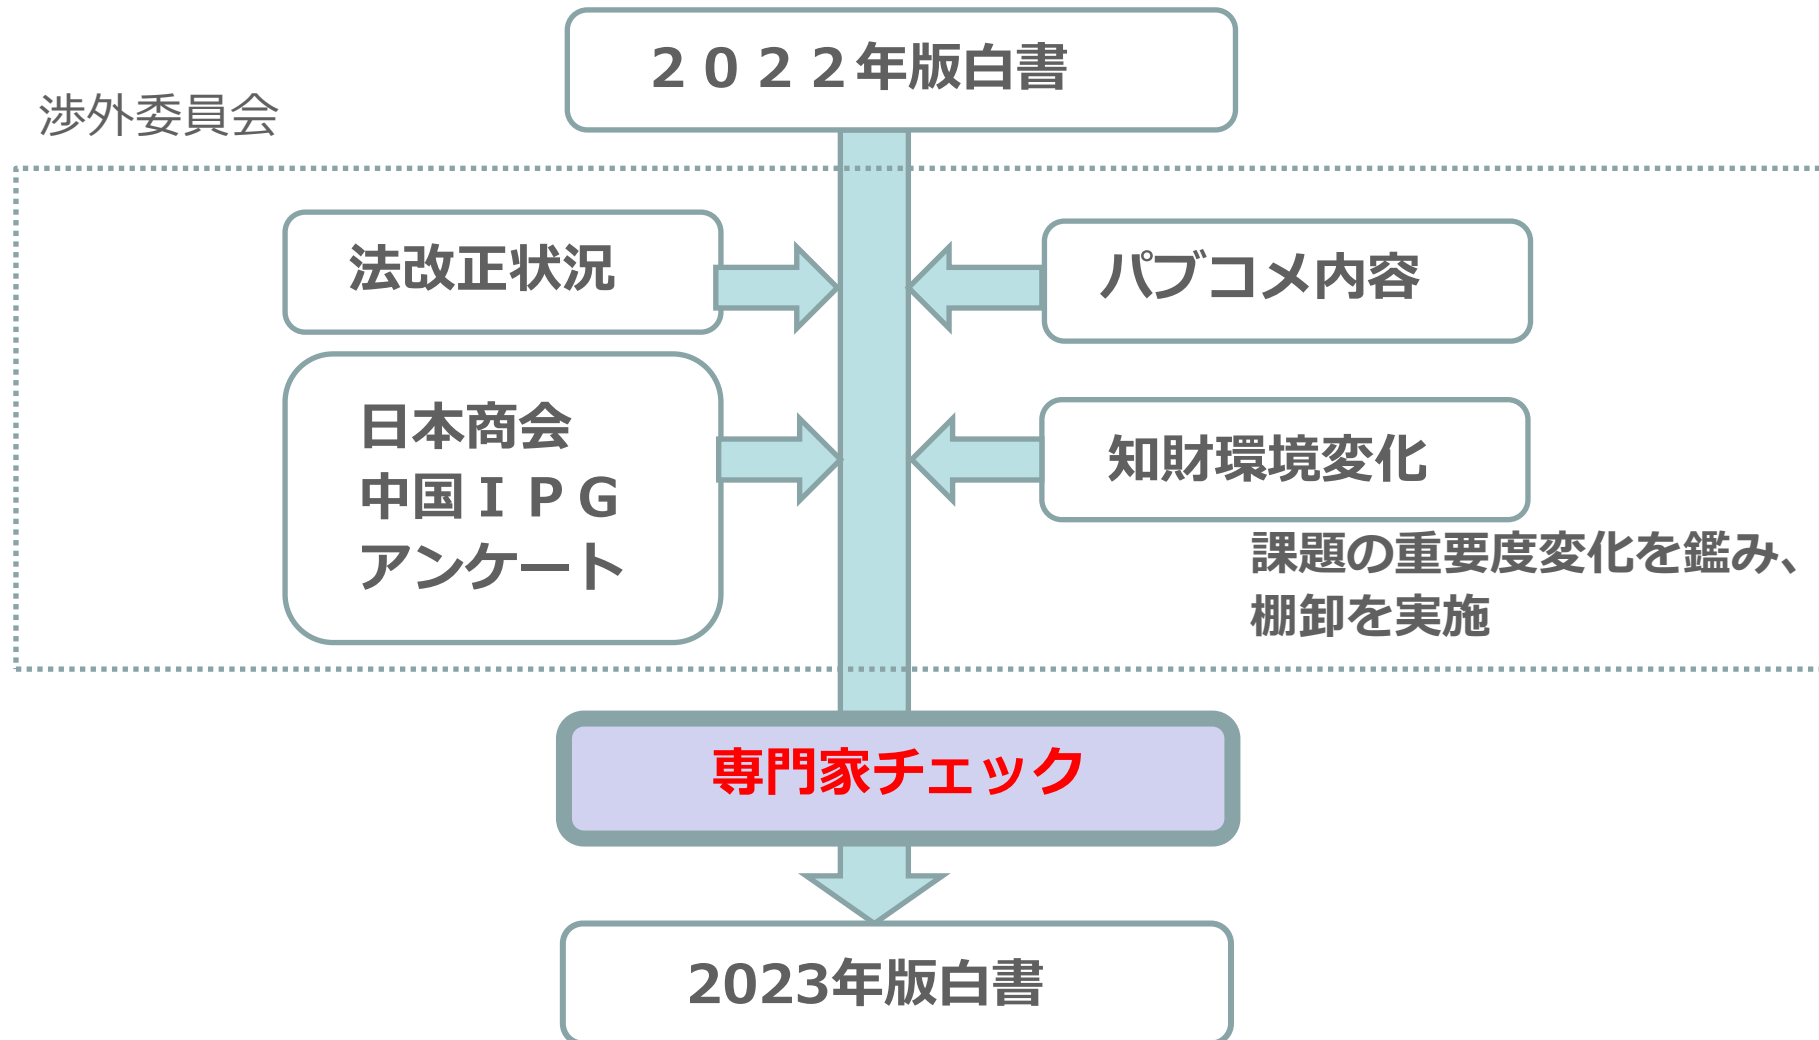 ２０２２年版白書
渉外委員会
法改正状況
パブコメ内容
日本商会
中国ＩＰＧ
アンケート
知財環境変化
課題の重要度変化を鑑み、
棚卸を実施
専門家チェック
2023年版白書